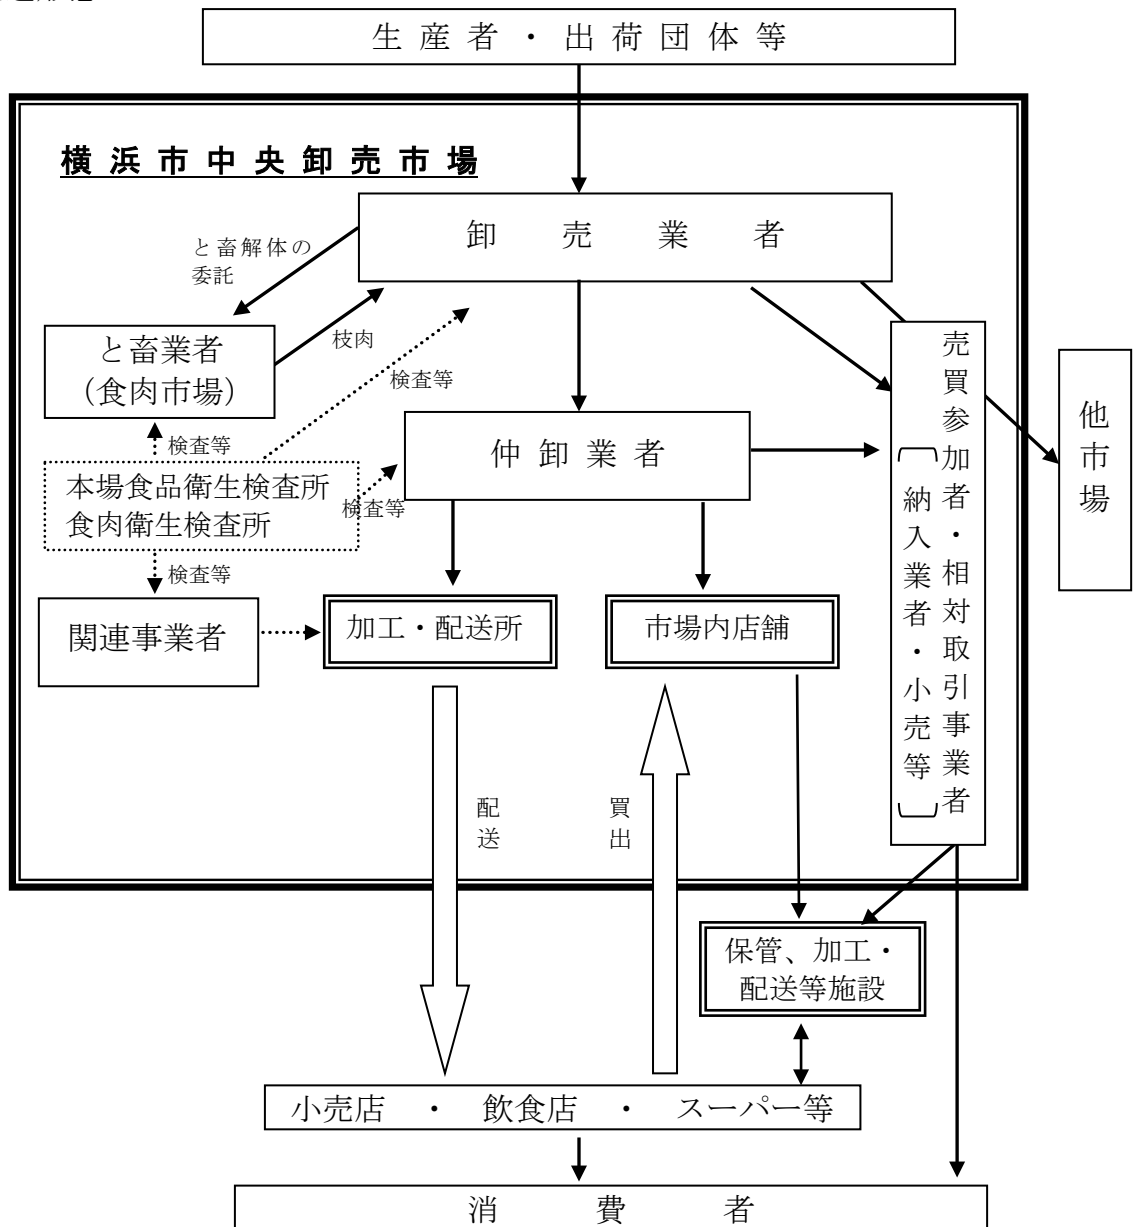 生産者・出荷団体等
横浜市中央卸売市場
卸売業者
と畜解体の
委託
枝肉
と畜業者
（食肉市場）
検査等
検査等
本場食品衛生検査所
食肉衛生検査所
検査等
検査等
仲卸業者
売買参加者・相対取引事業者
納入業者・小売等
他市場
関連事業者
加工・配送所
市場内店舗
配送
買出
保管、加工・
配送等施設
小売店・飲食店・スーパー等
消費者